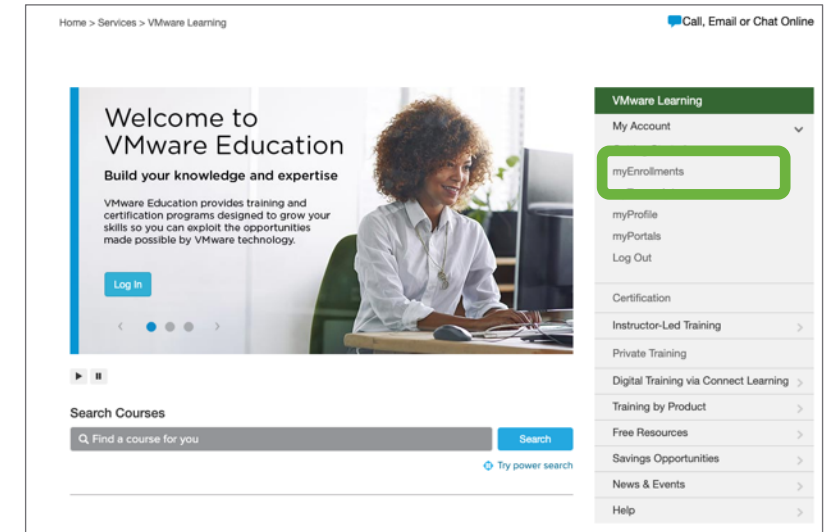 Home > Services > VMware Learning
Call, Email or Chat Online
Welcome to
VMware Education
Build your knowledge and expertise
VMware Education provides training and
certification programs designed to grow your
skills so you can exploit the opportunities
made possible by VMware technology.
Log In
Search Courses
Find a course for you
Search
Try power search
VMware Learning
My Account
myEnrollments
myProfile
myPortals
Log Out
Certification
Instructor-Led Training
Private Training
Digital Training via Connect Learning
Training by Product
Free Resources
Savings Opportunities
News & Events
Help